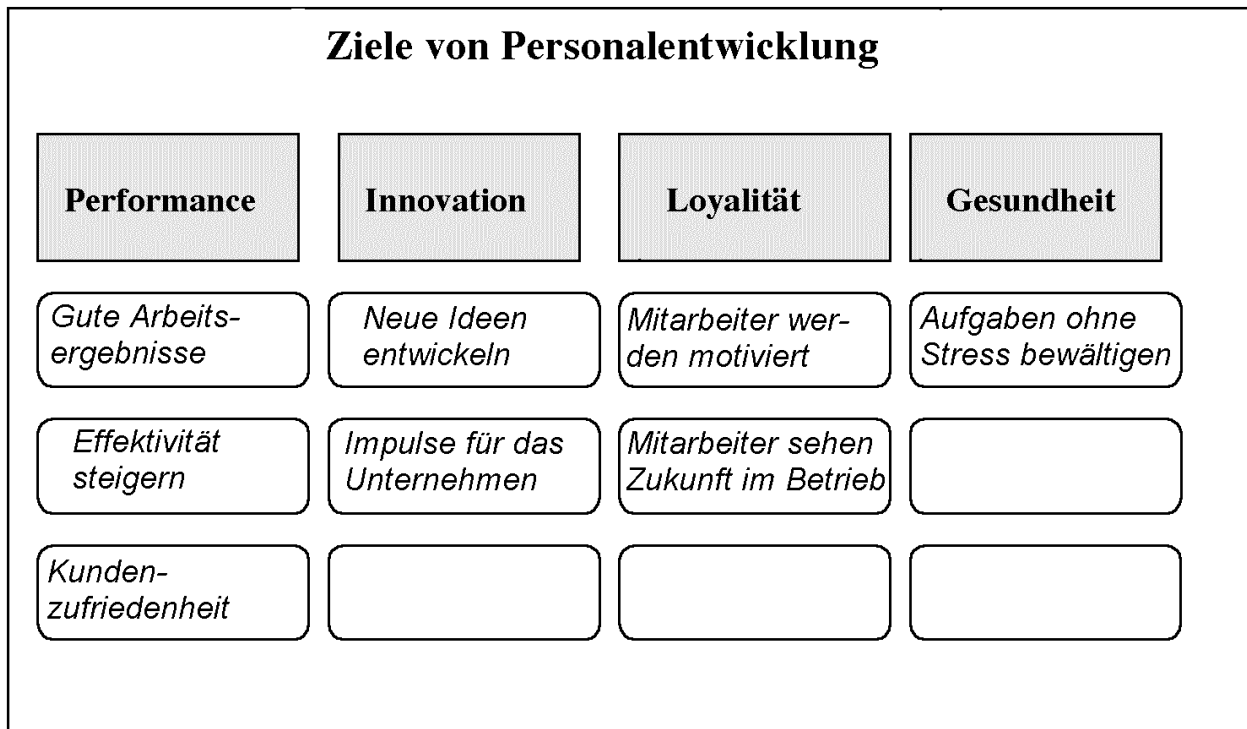 Ziele von Personalentwicklung
Performance
Innovation
Loyalität
Gesundheit
Gute Arbeits-
ergebnisse
Neue Ideen
entwickeln
Mitarbeiter wer-
den motiviert
Aufgaben ohne
Stress bewältigen
Effektivität
steigern
Impulse für das
Unternehmen
Mitarbeiter sehen
Zukunft im Betrieb
Kunden-
zufriedenheit